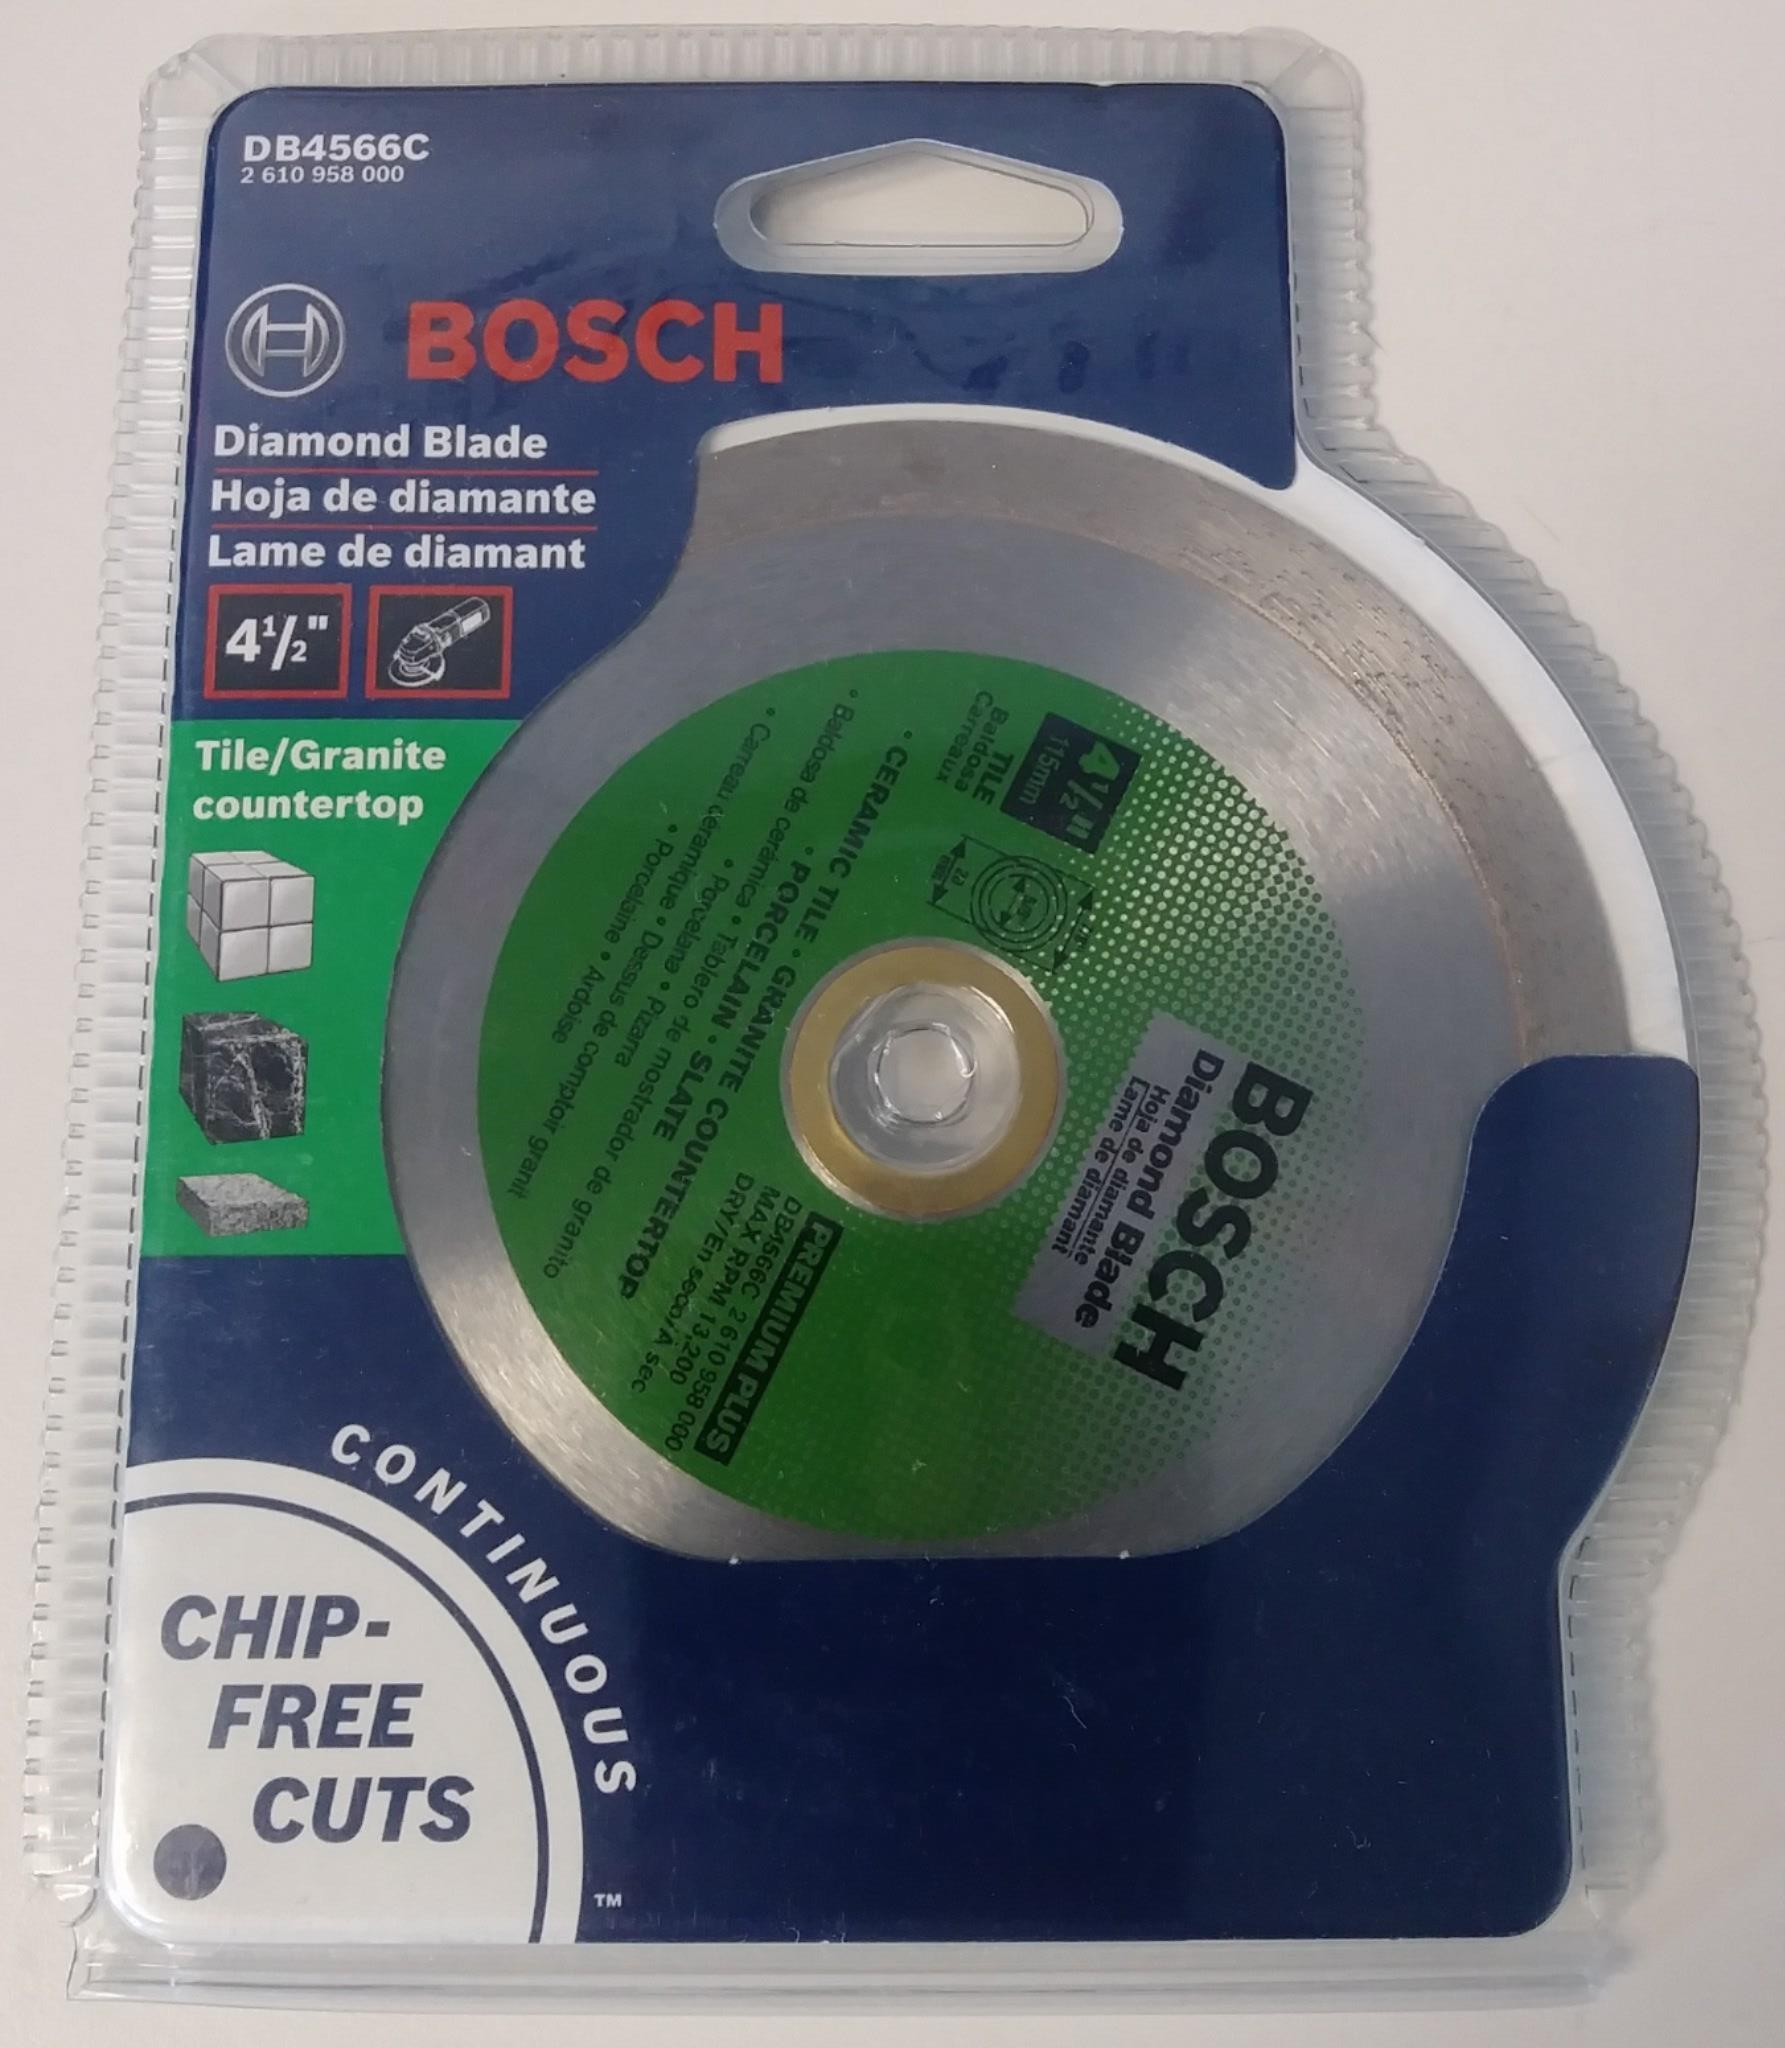 DB4566C
2 610 958 000
BOSCH
Diamond Blade
Hoja de diamante
Lame de diamant
4 1/2"
Tile/Granite
countertop
CONTINUOUS
CHIP-
FREE
CUTS
TM
BOSCH
Diamond Blade
Hoja de diamante
Lame de diamant
4 1/2"
115mm
TILE
Baldosa
Carreaux
• CERAMIC TILE • GRANITE COUNTERTOP
• PORCELAIN • SLATE
• Baldosa de cerámica • Tablero de mostrador de granito
• Porcelana • Pizarra
• Carreau céramique • Dessus de comptoir granit
• Porcelaine • Ardoise
PREMIUM PLUS
DB4566C 2 610 958 000
MAX RPM 13,200
DRY/En seco/À sec